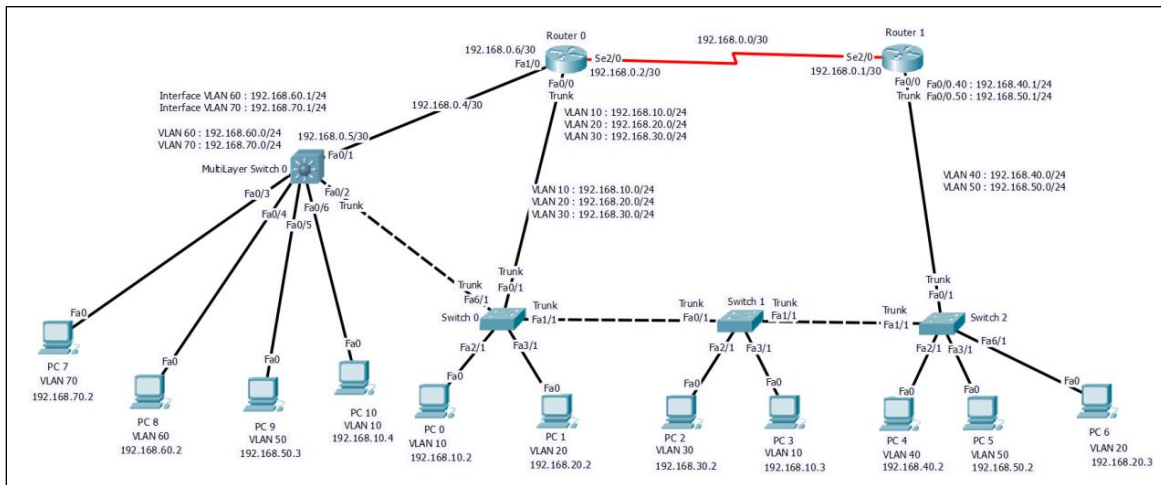 Router 0
192.168.0.6/30
Fa1/0
Se2/0
192.168.0.2/30
Fa0/0
Trunk
VLAN 10 : 192.168.10.0/24
VLAN 20 : 192.168.20.0/24
VLAN 30 : 192.168.30.0/24
192.168.0.0/30
Router 1
Se2/0
192.168.0.1/30
Fa0/0
Trunk
Fa0/0.40 : 192.168.40.1/24
Fa0/0.50 : 192.168.50.1/24
192.168.0.4/30
Interface VLAN 60 : 192.168.60.1/24
Interface VLAN 70 : 192.168.70.1/24
VLAN 60 : 192.168.60.0/24
VLAN 70 : 192.168.70.0/24
192.168.0.5/30
Fa0/1
MultiLayer Switch 0
Fa0/2
Trunk
Fa0/3
Fa0/4
Fa0/5
Fa0/6
VLAN 10 : 192.168.10.0/24
VLAN 20 : 192.168.20.0/24
VLAN 30 : 192.168.30.0/24
VLAN 40 : 192.168.40.0/24
VLAN 50 : 192.168.50.0/24
Trunk
Fa0/1
Trunk
Fa6/1
Switch 0
Trunk
Fa1/1
Fa2/1
Fa3/1
Trunk
Fa0/1
Switch 1
Trunk
Fa1/1
Fa2/1
Fa3/1
Trunk
Fa0/1
Trunk
Fa1/1
Switch 2
Fa2/1
Fa3/1
Fa6/1
Fa0
PC 7
VLAN 70
192.168.70.2
Fa0
PC 8
VLAN 60
192.168.60.2
Fa0
PC 9
VLAN 50
192.168.50.3
Fa0
PC 10
VLAN 10
192.168.10.4
Fa0
PC 0
VLAN 10
192.168.10.2
Fa0
PC 1
VLAN 20
192.168.20.2
Fa0
PC 2
VLAN 30
192.168.30.2
Fa0
PC 3
VLAN 10
192.168.10.3
Fa0
PC 4
VLAN 40
192.168.40.2
Fa0
PC 5
VLAN 50
192.168.50.2
Fa0
PC 6
VLAN 20
192.168.20.3